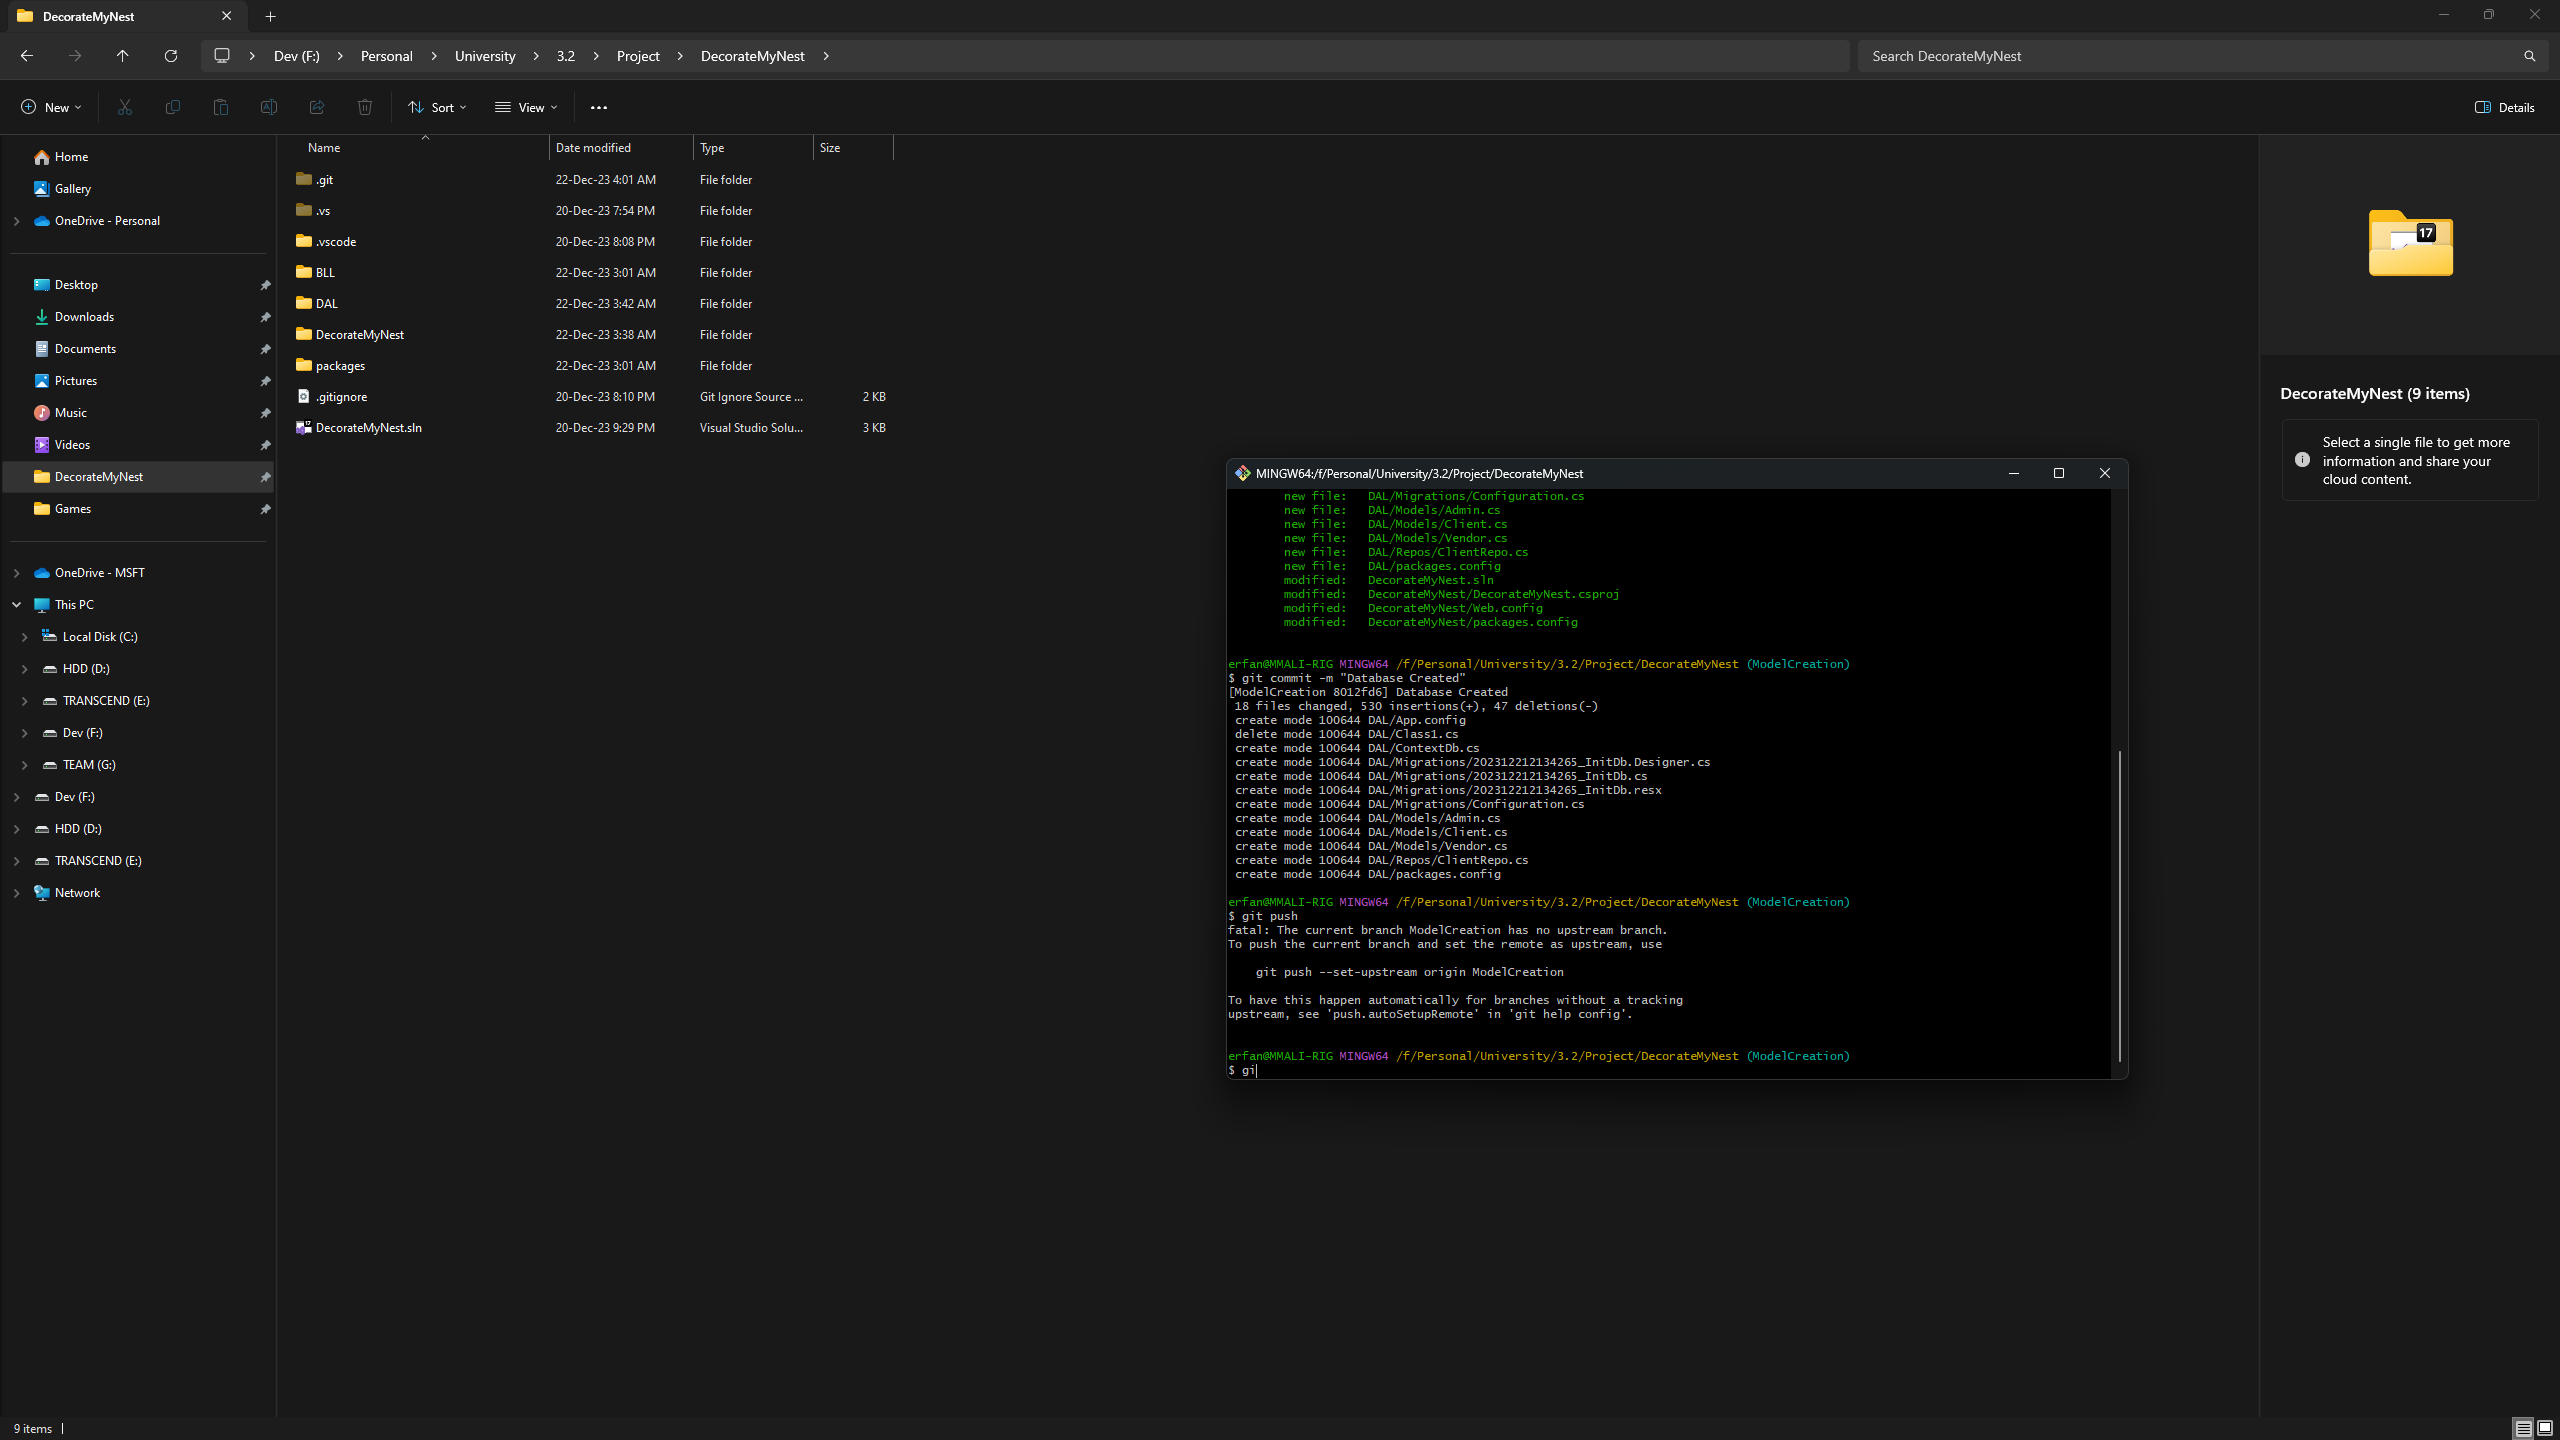 DecorateMyNest
Dev (F:) Personal University 3.2 Project DecorateMyNest
Search DecorateMyNest
New Sort View Details
Home
Gallery
OneDrive - Personal
Desktop
Downloads
Documents
Pictures
Music
Videos
DecorateMyNest
Games
OneDrive - MSFT
This PC
Local Disk (C:)
HDD (D:)
TRANSCEND (E:)
Dev (F:)
TEAM (G:)
Dev (F:)
HDD (D:)
TRANSCEND (E:)
Network
Name Date modified Type Size
.git 22-Dec-23 4:01 AM File folder
.vs 20-Dec-23 7:54 PM File folder
.vscode 20-Dec-23 8:08 PM File folder
BLL 22-Dec-23 3:01 AM File folder
DAL 22-Dec-23 3:42 AM File folder
DecorateMyNest 22-Dec-23 3:38 AM File folder
packages 22-Dec-23 3:01 AM File folder
.gitignore 20-Dec-23 8:10 PM Git Ignore Source ... 2 KB
DecorateMyNest.sln 20-Dec-23 9:29 PM Visual Studio Solu... 3 KB
17
DecorateMyNest (9 items)
Select a single file to get more
information and share your
cloud content.
MINGW64:/f/Personal/University/3.2/Project/DecorateMyNest
new file: DAL/Migrations/Configuration.cs
new file: DAL/Models/Admin.cs
new file: DAL/Models/Client.cs
new file: DAL/Models/Vendor.cs
new file: DAL/Repos/ClientRepo.cs
new file: DAL/packages.config
modified: DecorateMyNest.sln
modified: DecorateMyNest/DecorateMyNest.csproj
modified: DecorateMyNest/Web.config
modified: DecorateMyNest/packages.config
erfan@MMALI-RIG MINGW64 /f/Personal/University/3.2/Project/DecorateMyNest (ModelCreation)
$ git commit -m "Database Created"
[ModelCreation 8012fd6] Database Created
18 files changed, 530 insertions(+), 47 deletions(-)
create mode 100644 DAL/App.config
delete mode 100644 DAL/Class1.cs
create mode 100644 DAL/ContextDb.cs
create mode 100644 DAL/Migrations/202312212134265_InitDb.Designer.cs
create mode 100644 DAL/Migrations/202312212134265_InitDb.cs
create mode 100644 DAL/Migrations/202312212134265_InitDb.resx
create mode 100644 DAL/Migrations/Configuration.cs
create mode 100644 DAL/Models/Admin.cs
create mode 100644 DAL/Models/Client.cs
create mode 100644 DAL/Models/Vendor.cs
create mode 100644 DAL/Repos/ClientRepo.cs
create mode 100644 DAL/packages.config
erfan@MMALI-RIG MINGW64 /f/Personal/University/3.2/Project/DecorateMyNest (ModelCreation)
$ git push
fatal: The current branch ModelCreation has no upstream branch.
To push the current branch and set the remote as upstream, use
git push --set-upstream origin ModelCreation
To have this happen automatically for branches without a tracking
upstream, see 'push.autoSetupRemote' in 'git help config'.
erfan@MMALI-RIG MINGW64 /f/Personal/University/3.2/Project/DecorateMyNest (ModelCreation)
$ gi
9 items